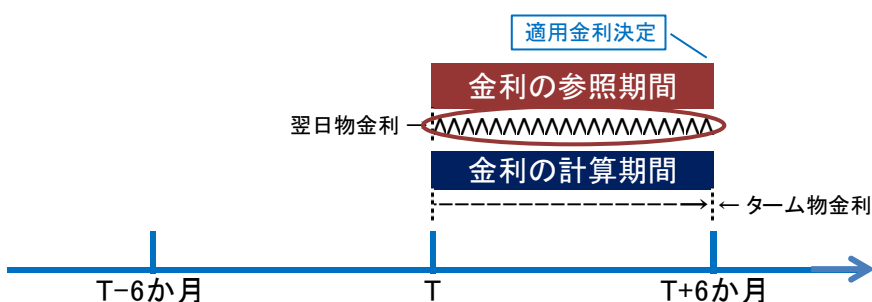 適用金利決定
金利の参照期間
翌日物金利
金利の計算期間
← ターム物金利
T-6か月
T
T+6か月